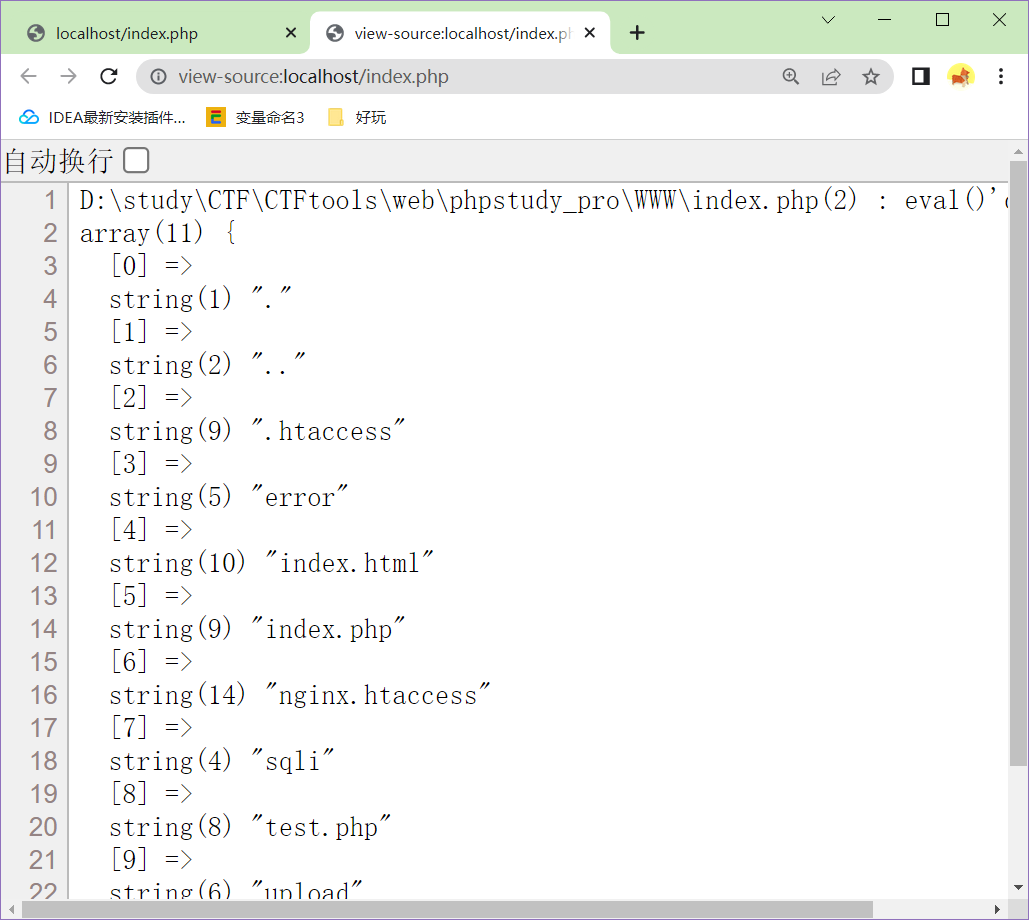 localhost/index.php
view-source:localhost/index.ph
view-source:localhost/index.php
IDEA最新安装插件... 变量命名3 好玩
自动换行
1 D:\study\CTF\CTFtools\web\phpstudy_pro\WWW\index.php(2) : eval()'
2 array(11) {
3 [0] =>
4 string(1) "."
5 [1] =>
6 string(2) ".."
7 [2] =>
8 string(9) ".htaccess"
9 [3] =>
10 string(5) "error"
11 [4] =>
12 string(10) "index.html"
13 [5] =>
14 string(9) "index.php"
15 [6] =>
16 string(14) "nginx.htaccess"
17 [7] =>
18 string(4) "sqli"
19 [8] =>
20 string(8) "test.php"
21 [9] =>
22 string(6) "upload"